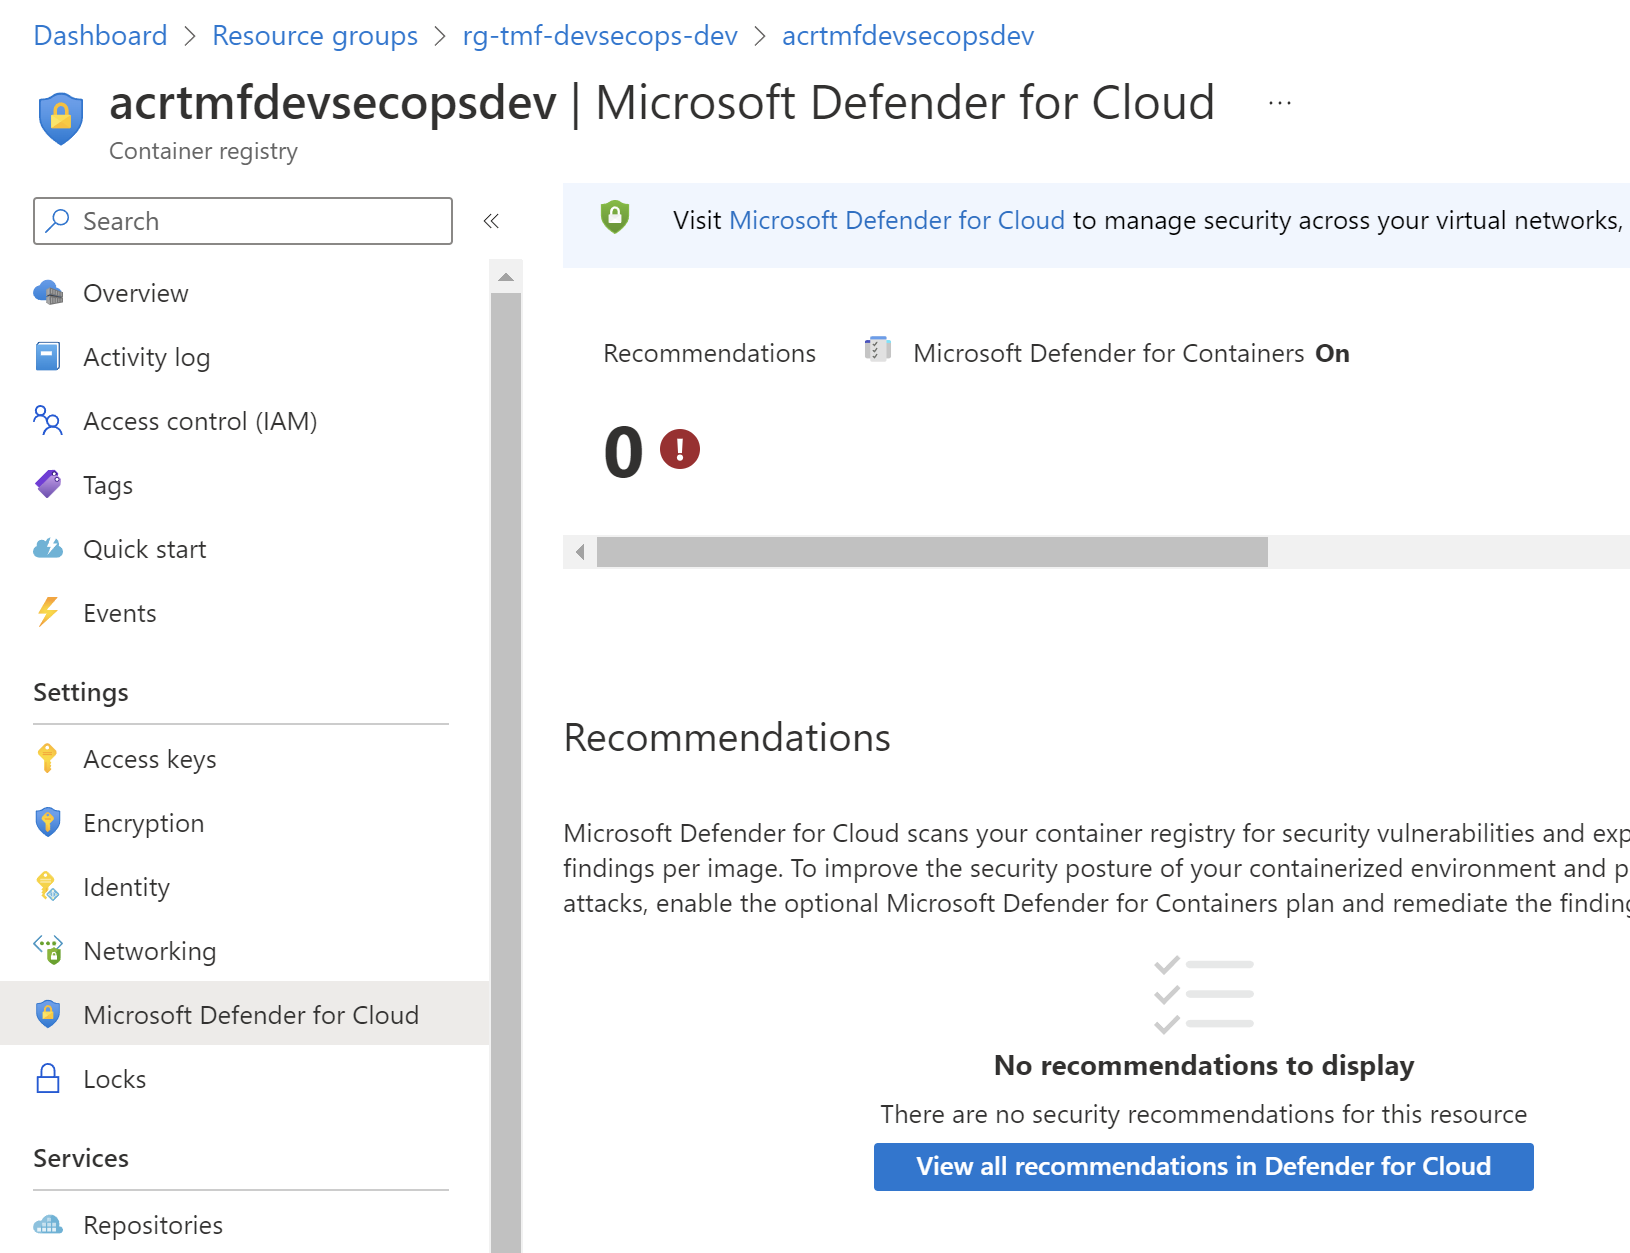 Dashboard > Resource groups > rg-tmf-devsecops-dev > acrtmfdevsecopsdev
acrtmfdevsecopsdev | Microsoft Defender for Cloud ...
Container registry
Search «
Visit Microsoft Defender for Cloud to manage security across your virtual networks,
Overview
Activity log
Access control (IAM)
Tags
Quick start
Events
Settings
Access keys
Encryption
Identity
Networking
Microsoft Defender for Cloud
Locks
Services
Repositories
Recommendations
Microsoft Defender for Containers On
0 !
Recommendations
Microsoft Defender for Cloud scans your container registry for security vulnerabilities and exp
findings per image. To improve the security posture of your containerized environment and p
attacks, enable the optional Microsoft Defender for Containers plan and remediate the finding
No recommendations to display
There are no security recommendations for this resource
View all recommendations in Defender for Cloud